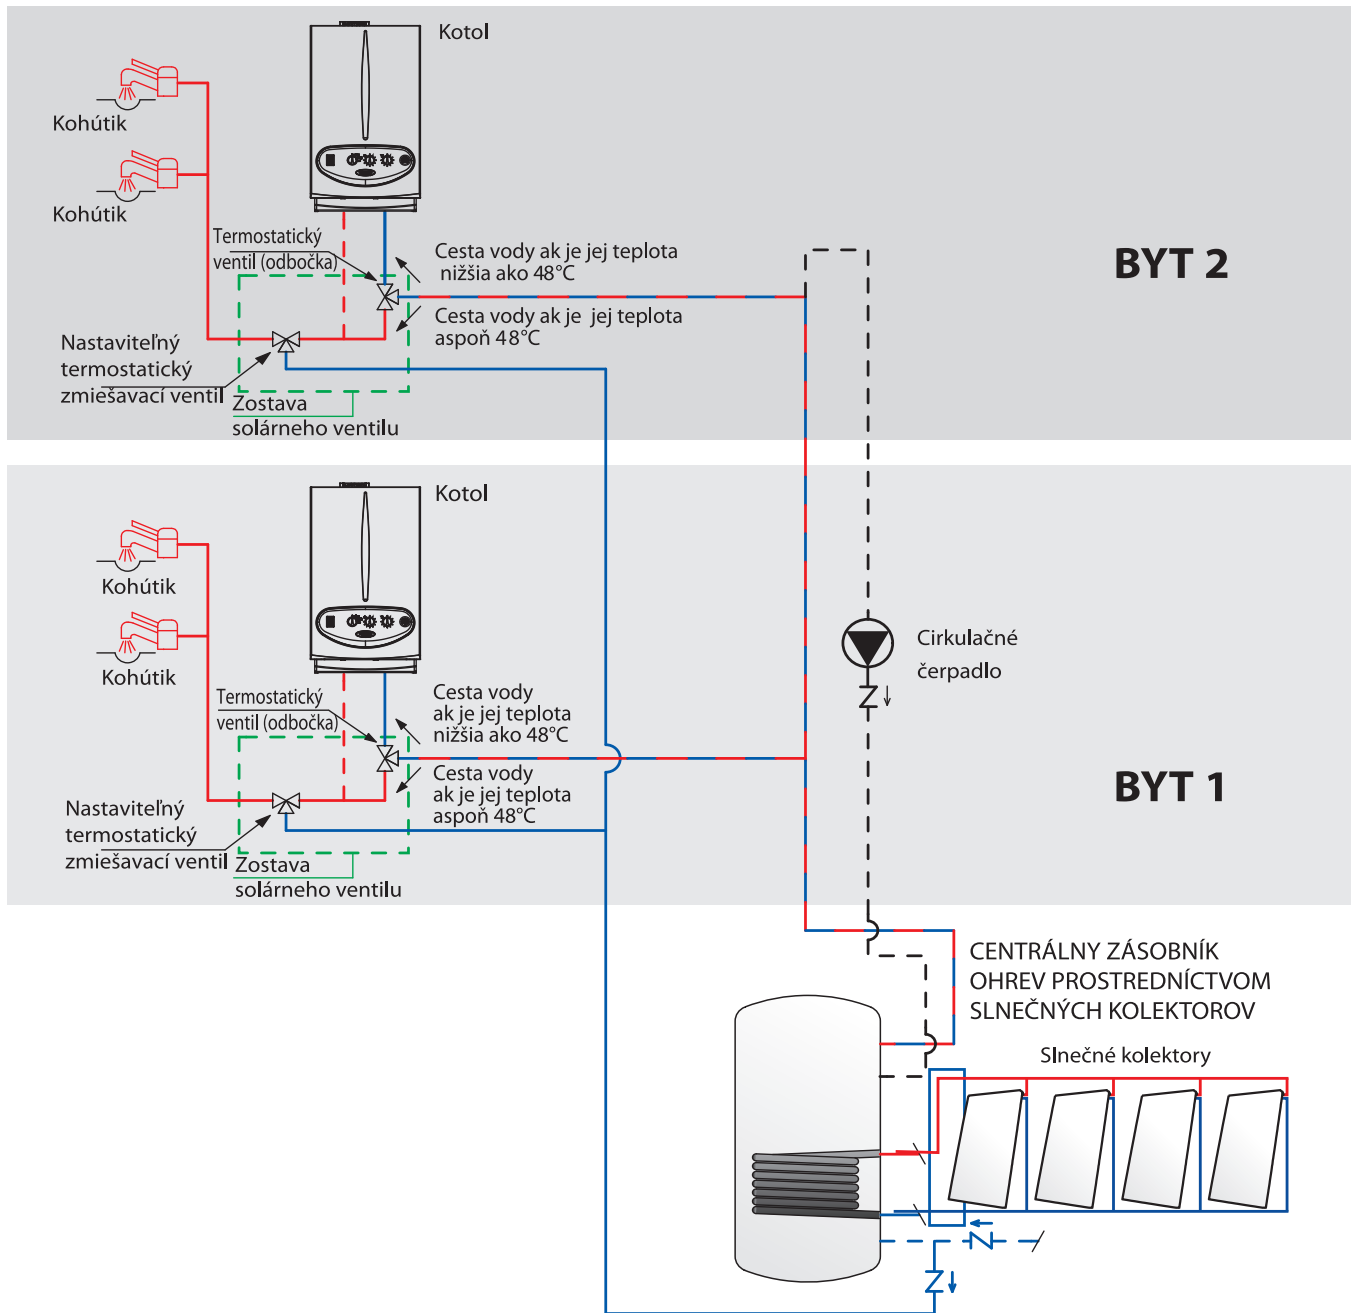 Kotol
Kohútik
Kohútik
Termostatický
ventil (odbočka)
Cesta vody ak je jej teplota
nižšia ako 48°C
Cesta vody ak je jej teplota
aspoň 48°C
BYT 2
Nastaviteľný
termostatický
zmiešavací ventil
Zostava
solárneho ventilu
Kotol
Kohútik
Kohútik
Termostatický
ventil (odbočka)
Cesta vody
ak je jej teplota
nižšia ako 48°C
Cesta vody
ak je jej teplota
aspoň 48°C
Cirkulačné
čerpadlo
BYT 1
Nastaviteľný
termostatický
zmiešavací ventil
Zostava
solárneho ventilu
CENTRÁLNY ZÁSOBNÍK
OHREV PROSTREDNÍCTVOM
SLNEČNÝCH KOLEKTOROV
Slnečné kolektory